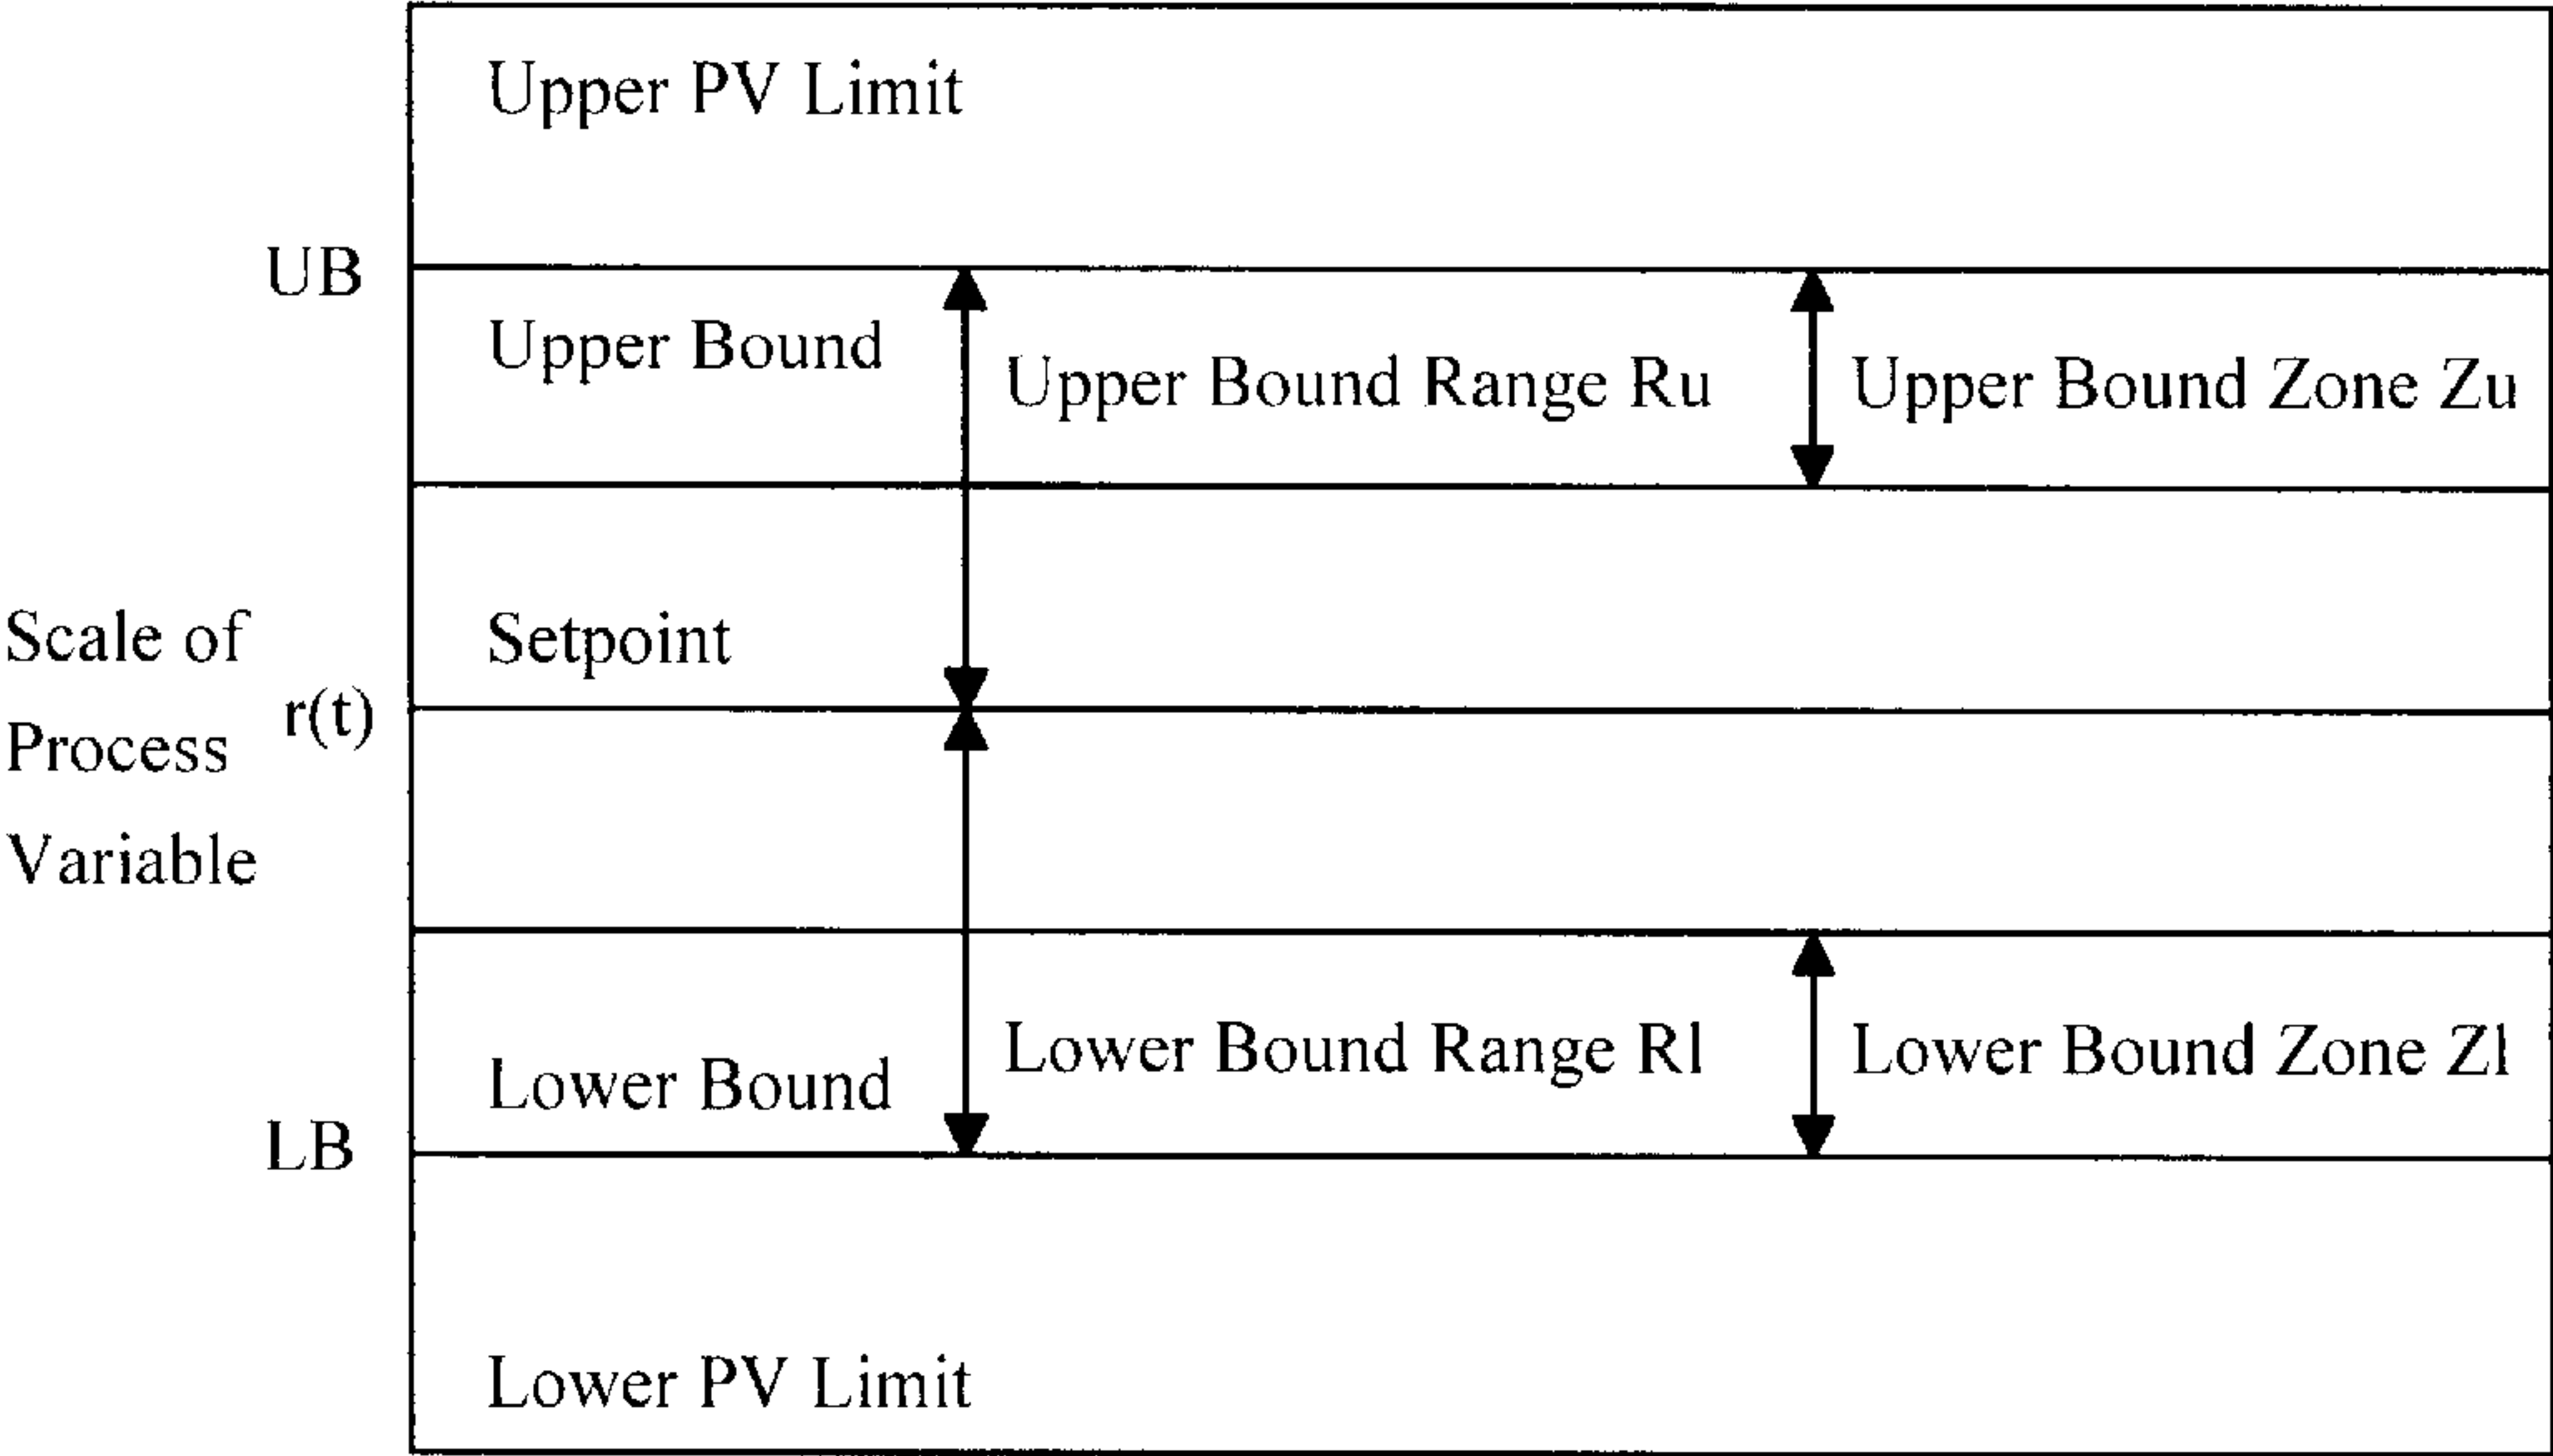 Upper PV Limit
UB
Upper Bound
Upper Bound Range Ru
Upper Bound Zone Zu
Scale of
Process
Variable
Setpoint
r(t)
Lower Bound Range Rl
Lower Bound Zone Zl
Lower Bound
LB
Lower PV Limit